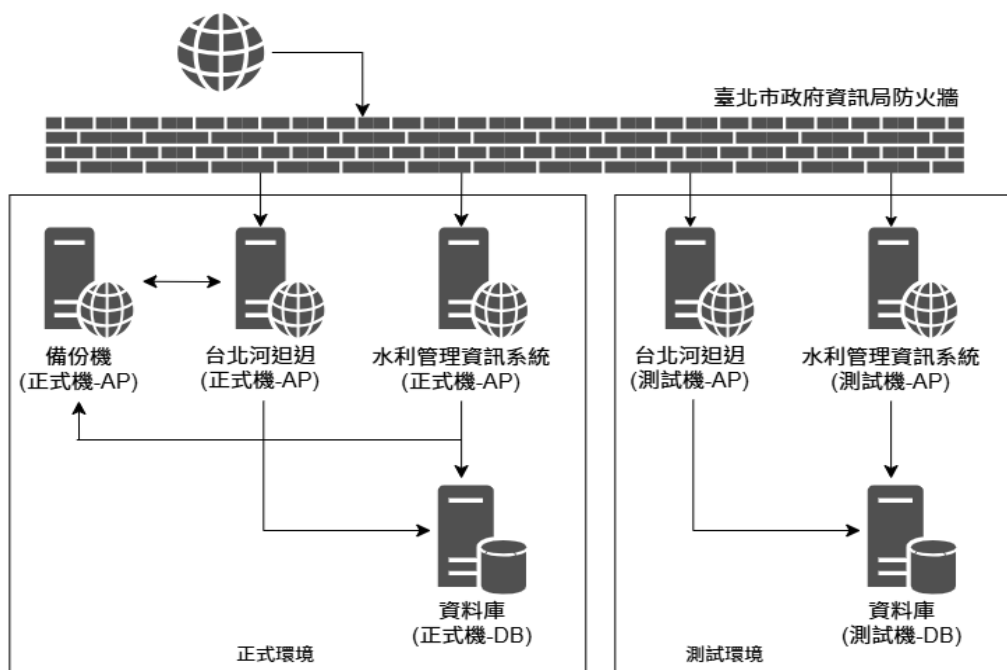 臺北市政府資訊局防火牆
備份機
(正式機-AP)
台北河迌迌
(正式機-AP)
水利管理資訊系統
(正式機-AP)
台北河迌迌
(測試機-AP)
水利管理資訊系統
(測試機-AP)
資料庫
(正式機-DB)
資料庫
(測試機-DB)
正式環境
測試環境